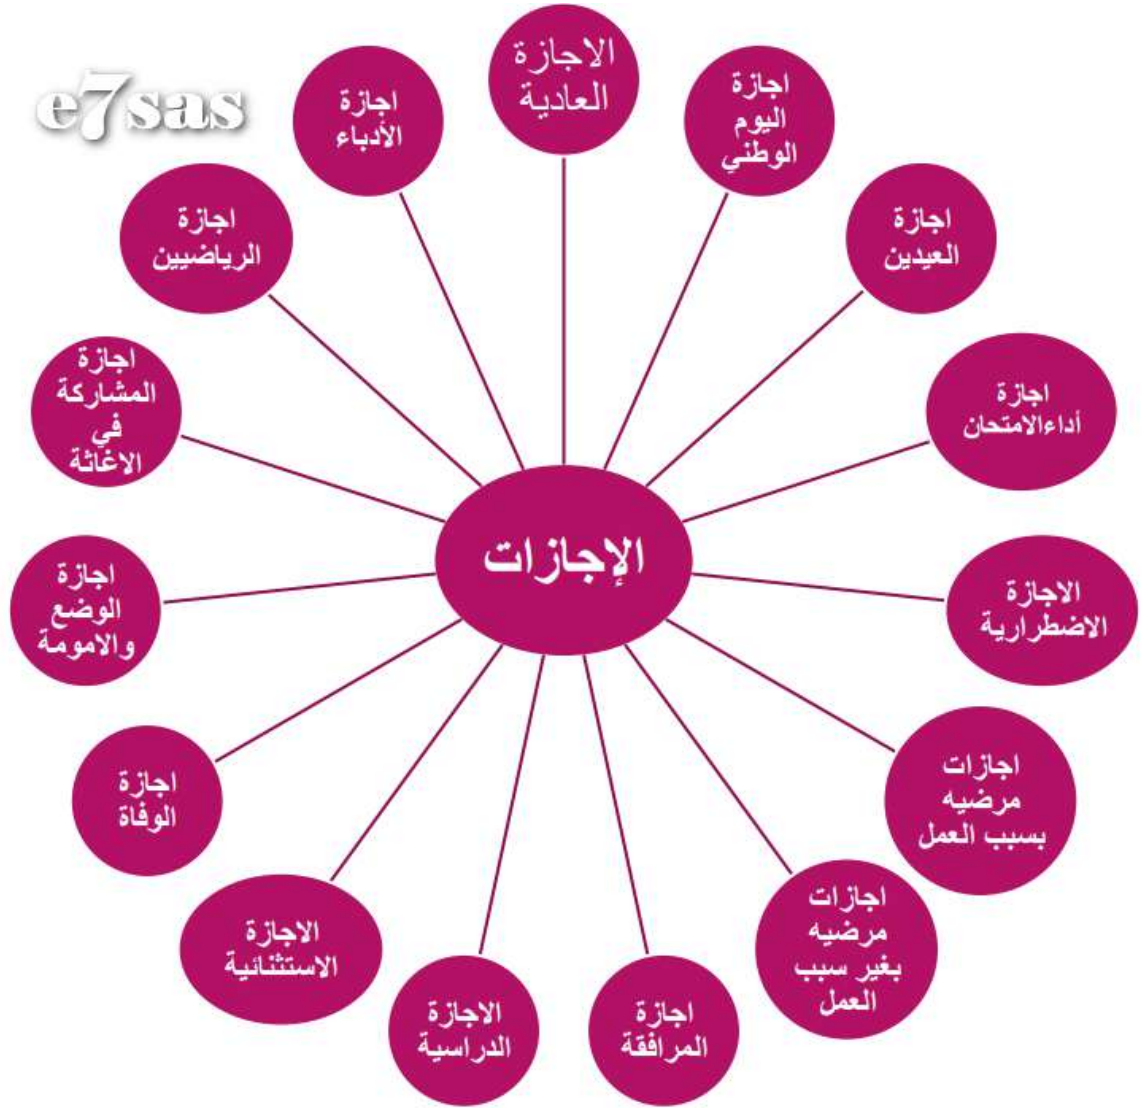 e7sas
الاجازة
العادية
اجازة
اليوم
الوطني
اجازة
العيدين
اجازة
أداءالامتحان
الاجازة
الاضطرارية
اجازات
مرضيه
بسبب العمل
اجازات
مرضيه
بغير سبب
العمل
اجازة
المرافقة
الاجازة
الدراسية
الاجازة
الاستثنائية
اجازة
الوفاة
اجازة
الوضع
والامومة
اجازة
المشاركة
في
الاغاثة
اجازة
الرياضيين
اجازة
الأدباء
الإجازات